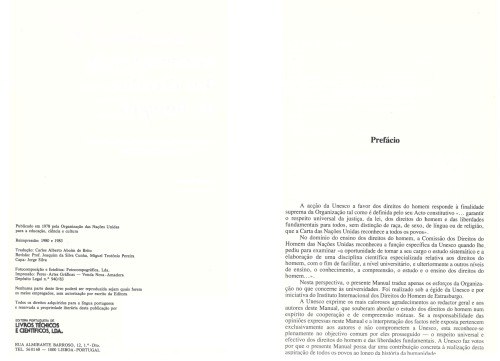 Publicado em 1978 pela Organização das Nações Unidas
para a educação, ciência e cultura
Reimpressão: 1980 e 1983
Tradução: Carlos Alberto Aboim de Brito
Revisão: Prof. Joaquim da Silva Cunha, Miguel Trindade Pereira
Capa: Jorge Silva
Fotocomposição e Estética: Fotocompográfica, Lda.
Impressão: Peres-Artes Gráficas — Venda Nova-Amadora
Depósito Legal n.º 940/83
Nenhuma parte deste livro poderá ser reproduzida sejam quais forem
os meios empregados, sem autorização por escrito da Editora
Todos os direitos adquiridos para a língua portuguesa
e reservada a propriedade literária desta publicação por
EDITORA PORTUGUESA DE
LIVROS TÉCNICOS
E CIENTÍFICOS, LDA.
RUA ALMIRANTE BARROSO, 12, 1.º-Dto.
1000 LISBOA-PORTUGAL
Prefácio
A acção da Unesco a favor dos direitos do homem responde à finalidade
suprema da Organização tal como é definida pelo seu Acto constitutivo «... garantir
o respeito universal da justiça, da lei, dos direitos do homem e das liberdades
fundamentais para todos, sem distinção de raça, de sexo, de língua ou de religião,
que a Carta das Nações Unidas reconhece a todos os povos».
No domínio do ensino dos direitos do homem, a Comissão dos Direitos do
Homem das Nações Unidas reconheceu a função específica da Unesco quando lhe
pediu para examinar «a oportunidade de tomar a seu cargo o estudo sistemático e a
elaboração de uma disciplina científica especializada relativa aos direitos do
homem, com o fim de facilitar, a nível universitário, e ulteriormente a outros níveis
de ensino, o conhecimento, a compreensão, o estudo e o ensino dos direitos do
homem...».
Nesta perspectiva, o presente Manual traduz apenas os esforços da Organiza-
ção no que concerne às universidades. Foi realizado sob a égide da Unesco e por
iniciativa do Instituto Internacional dos Direitos do Homem de Estrasburgo.
A Unesco exprime os mais calorosos agradecimentos ao redactor geral e aos
autores deste Manual, que souberam abordar o estudo dos direitos do homem num
espírito de cooperação e de compreensão mútuas. Se a responsabilidade das
opiniões expressas neste Manual e a interpretação dos factos nele expostos pertencem
exclusivamente aos autores e não comprometem a Unesco, esta reconhece-se
plenamente no objectivo comum por eles prosseguido — o respeito universal e
efectivo dos direitos do homem e das liberdades fundamentais. A Unesco faz votos
por que o presente Manual possa dar uma contribuição concreta à realização desta
aspiração de todos os povos ao longo da história da humanidade.